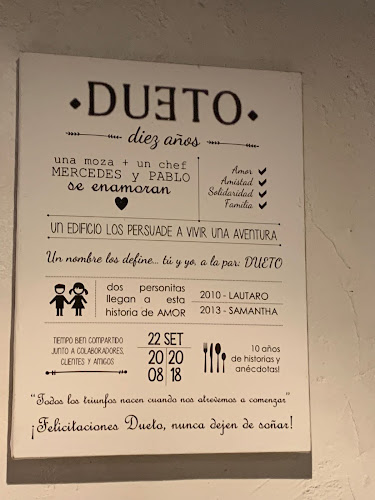 ·DUETO·
diez años
una moza + un chef
MERCEDES y PABLO
se enamoran
Amor
Amistad
Solidaridad
Familia
UN EDIFICIO LOS PERSUADE A VIVIR UNA AVENTURA
Un nombre los define... tú y yo, a la par: DUETO
dos personitas
llegan a esta
historia de AMOR
2010 - LAUTARO
2013 - SAMANTHA
TIEMPO BIEN COMPARTIDO
JUNTO A COLABORADORES,
CLIENTES Y AMIGOS
22 SET
20 20
08 18
10 años
de historias y
anécdotas!
"Todos los triunfos nacen cuando nos atrevemos a comenzar"
¡Felicitaciones Dueto, nunca dejen de soñar!